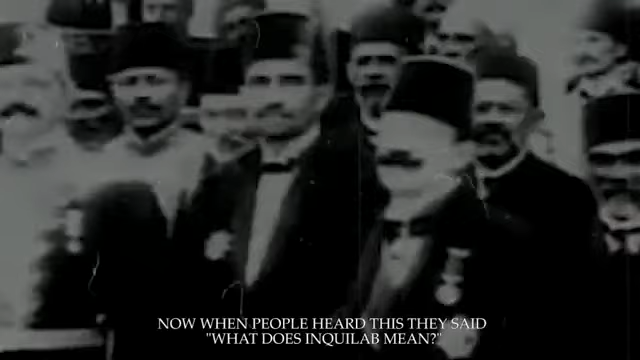 NOW WHEN PEOPLE HEARD THIS THEY SAID
"WHAT DOES INQUILAB MEAN?"